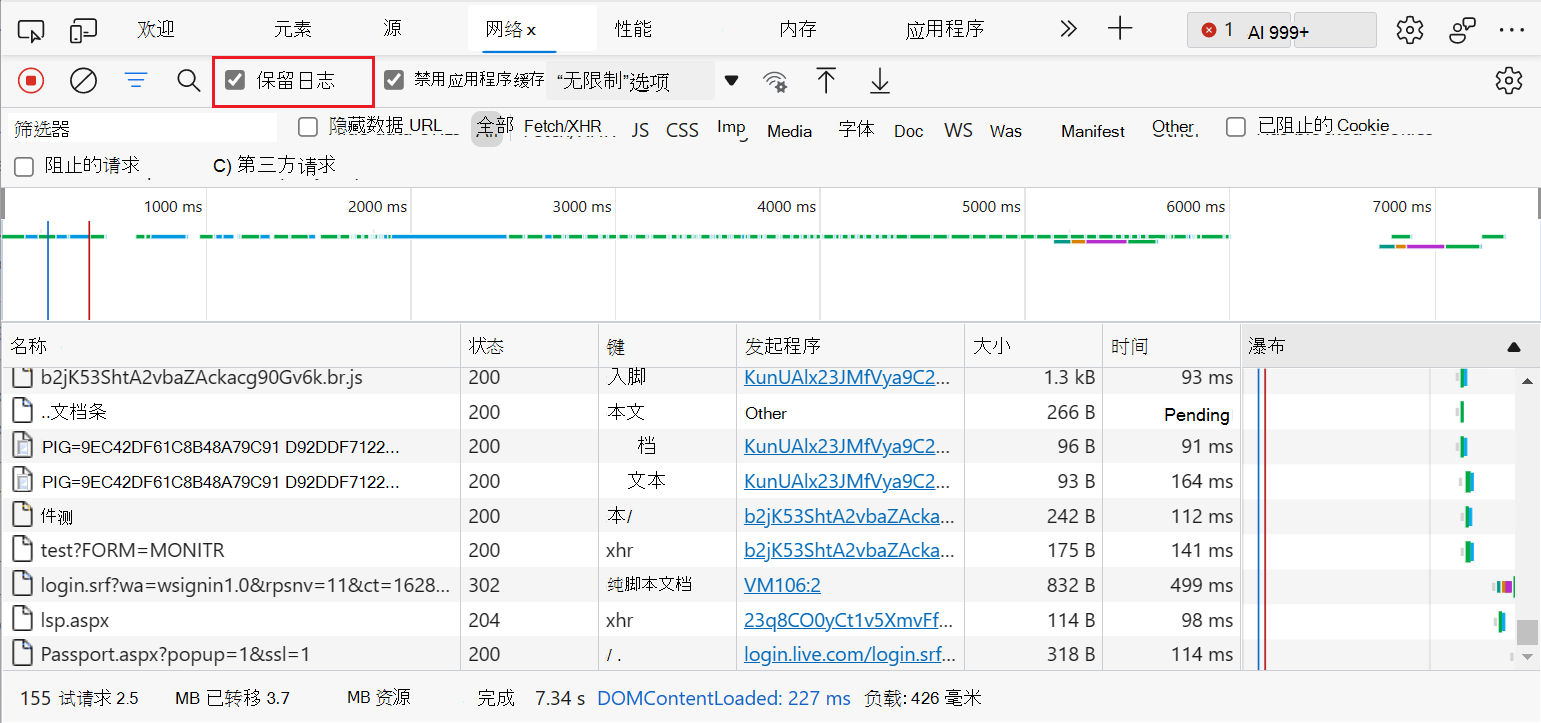 欢迎 元素 源 网络 x 性能 内存 应用程序 1 AI 999+
保留日志 禁用应用程序缓存 “无限制”选项
筛选器 隐藏数据 URL 全部 Fetch/XHR JS CSS Imp Media 字体 Doc WS Was Manifest Other 已阻止的 Cookie
阻止的请求 C) 第三方请求
1000 ms 2000 ms 3000 ms 4000 ms 5000 ms 6000 ms 7000 ms
名称 状态 键 发起程序 大小 时间 瀑布
b2jK53ShtA2vbaZAckacg90Gv6k.br.js 200 入脚 KunUAlx23JMfVya9C2... 1.3 kB 93 ms
..文档条 200 本文 Other 266 B Pending
PIG=9EC42DF61C8B48A79C91 D92DDF7122... 200 档 KunUAlx23JMfVya9C2... 96 B 91 ms
PIG=9EC42DF61C8B48A79C91 D92DDF7122... 200 文本 KunUAlx23JMfVya9C2... 93 B 164 ms
件测 200 本/ b2jK53ShtA2vbaZAcka... 242 B 112 ms
test?FORM=MONITR 200 xhr b2jK53ShtA2vbaZAcka... 175 B 141 ms
login.srf?wa=wsignin1.0&rpsnv=11&ct=1628... 302 纯脚本文档 VM106:2 832 B 499 ms
lsp.aspx 204 xhr 23q8CO0yCt1v5XmvFf... 114 B 98 ms
Passport.aspx?popup=1&ssl=1 200 / . login.live.com/login.srf... 318 B 114 ms
155 试请求 2.5 MB 已转移 3.7 MB 资源 完成 7.34 s DOMContentLoaded: 227 ms 负载: 426 毫米